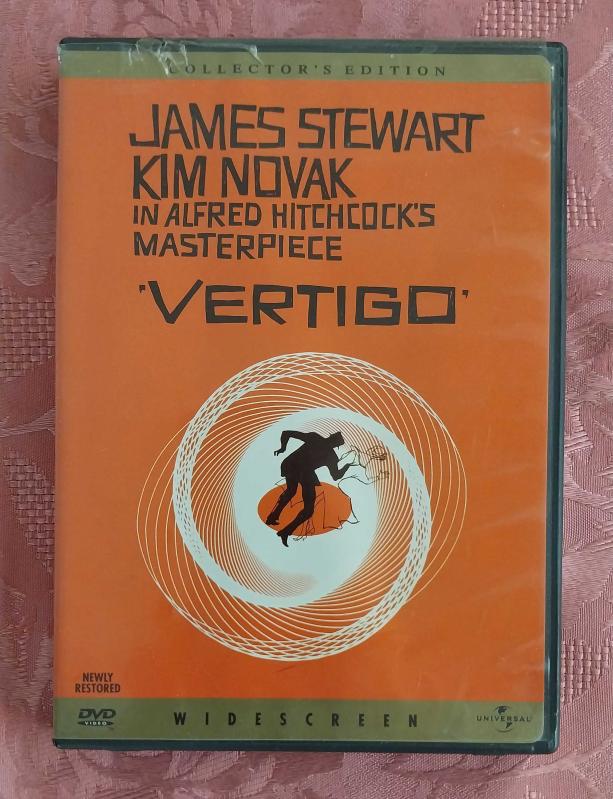 COLLECTOR'S EDITION
JAMES STEWART
KIM NOVAK
IN ALFRED HITCHCOCK'S
MASTERPIECE
'VERTIGO'
NEWLY
RESTORED
DVD
VIDEO
WIDESCREEN
UNIVERSAL